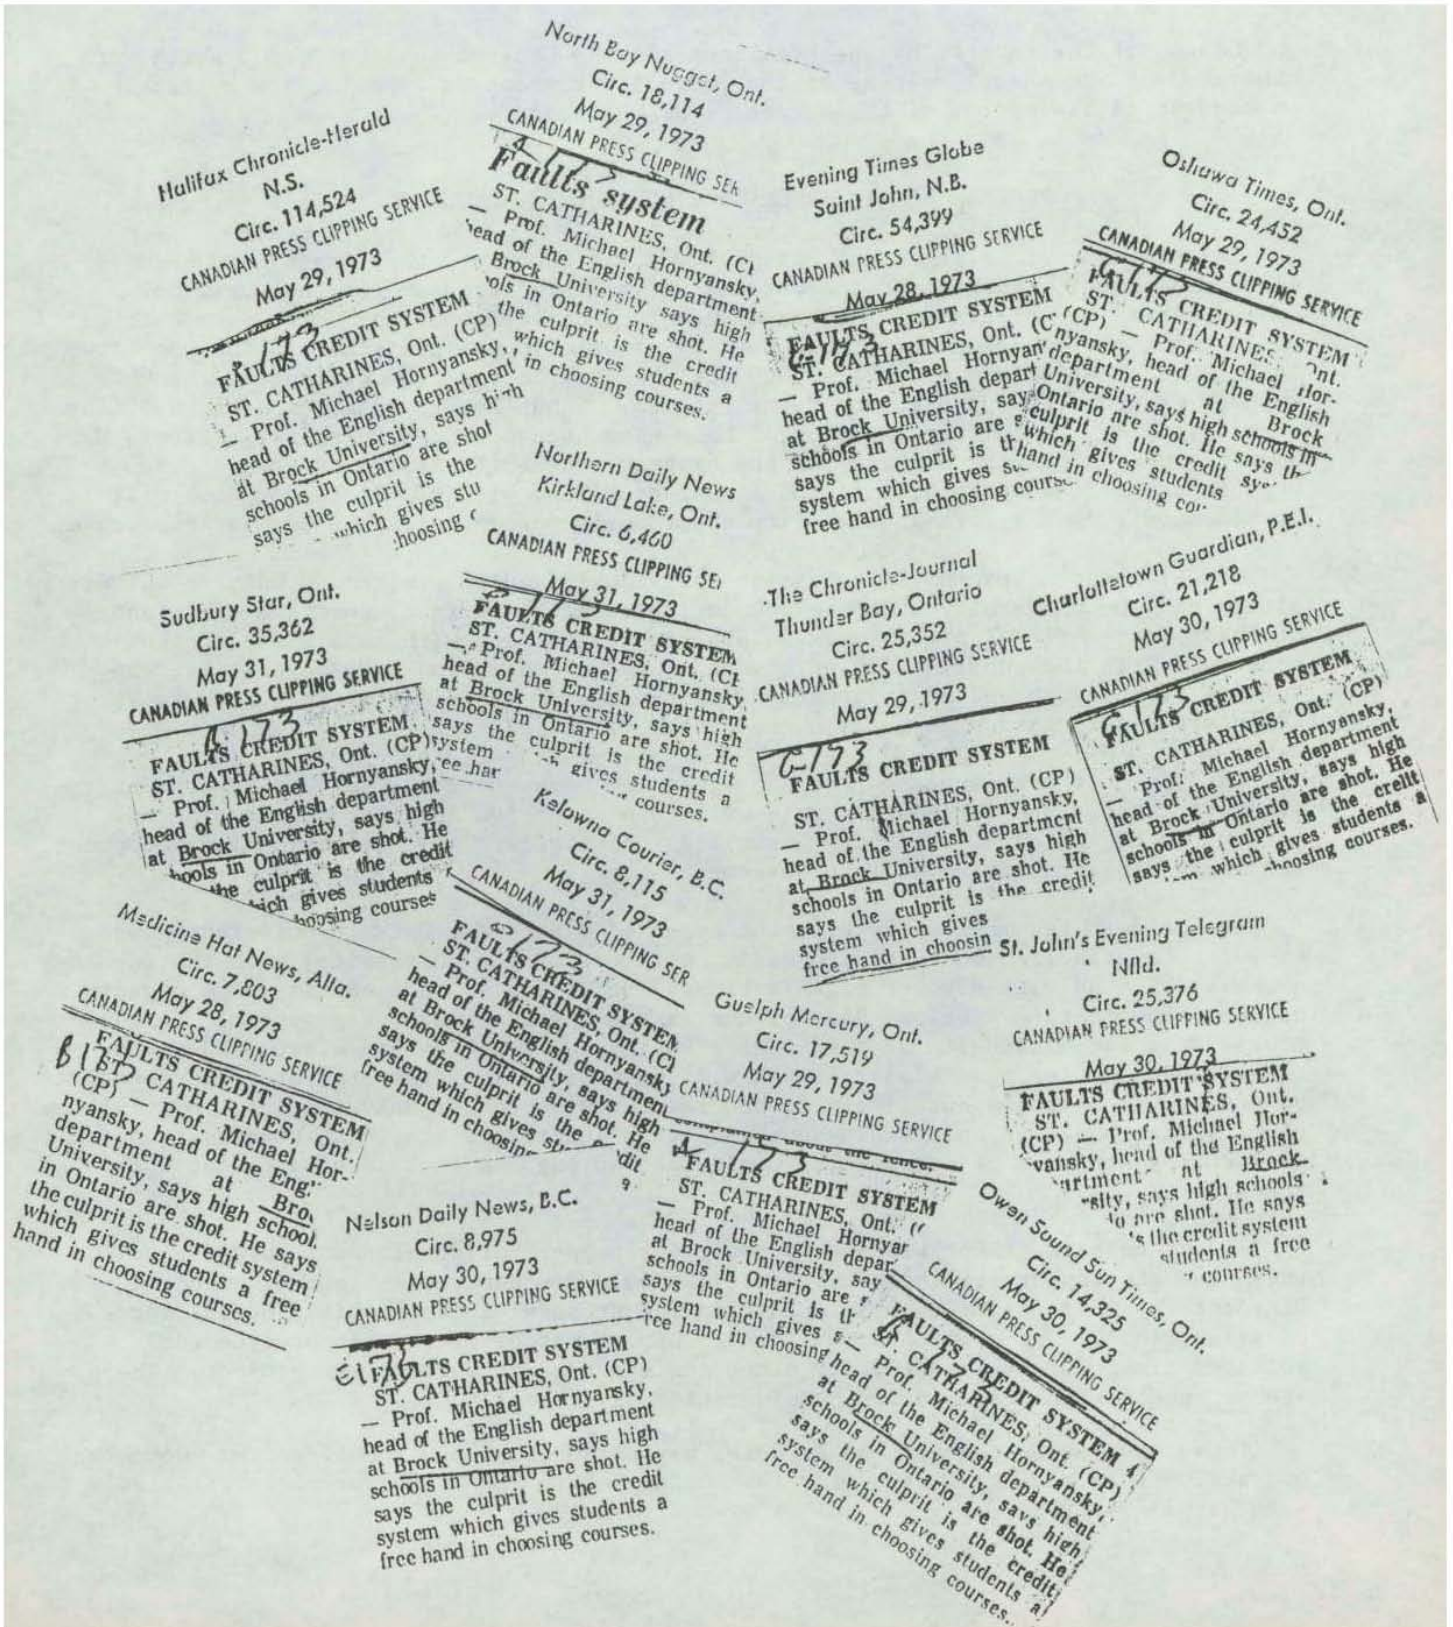 North Bay Nugget, Ont.
Circ. 18,114
May 29, 1973
CANADIAN PRESS CLIPPING SER
Faults system
ST. CATHARINES, Ont. (CP
— Prof. Michael Hornyansky,
head of the English department
Brock University says high
ols in Ontario are shot. He
the culprit is the credit
which gives students a
in choosing courses.
Halifax Chronicle-Herald
N.S.
Circ. 114,524
CANADIAN PRESS CLIPPING SERVICE
May 29, 1973
FAULTS CREDIT SYSTEM
ST. CATHARINES, Ont. (CP)
— Prof. Michael Hornyansky,
head of the English department
at Brock University, says high
schools in Ontario are shot
says the culprit is the
which gives stu
hoosing
Evening Times Globe
Saint John, N.B.
Circ. 54,399
CANADIAN PRESS CLIPPING SERVICE
May 28, 1973
FAULTS CREDIT SYSTEM
ST. CATHARINES, Ont. (C
— Prof. Michael Hornyan
head of the English depart
at Brock University, say
schools in Ontario are s
says the culprit is th
system which gives s
free hand in choosing cours
Oshawa Times, Ont.
Circ. 24,452
May 29, 1973
CANADIAN PRESS CLIPPING SERVICE
FAULTS CREDIT SYSTEM
ST. CATHARINES, Ont.
(CP) — Prof. Michael Hor-
nyansky, head of the English
department at Brock
University, says high schools in
Ontario are shot. He says th
culprit is the credit sys
which gives students
hand in choosing cou
Northern Daily News
Kirkland Lake, Ont.
Circ. 6,460
CANADIAN PRESS CLIPPING SE
May 31, 1973
FAULTS CREDIT SYSTEM
ST. CATHARINES, Ont. (CP
— Prof. Michael Hornyansky,
head of the English department
at Brock University, says high
schools in Ontario are shot. He
says the culprit is the credit
system gives students a
ree har courses.
Sudbury Star, Ont.
Circ. 35,362
May 31, 1973
CANADIAN PRESS CLIPPING SERVICE
FAULTS CREDIT SYSTEM
ST. CATHARINES, Ont. (CP)
— Prof. Michael Hornyansky,
head of the English department
at Brock University, says high
hools in Ontario are shot. He
the culprit is the credit
ich gives students
hoosing courses
The Chronicle-Journal
Thunder Bay, Ontario
Circ. 25,352
CANADIAN PRESS CLIPPING SERVICE
May 29, 1973
G173
FAULTS CREDIT SYSTEM
ST. CATHARINES, Ont. (CP)
— Prof. Michael Hornyansky,
head of the English department
at Brock University, says high
schools in Ontario are shot. He
says the culprit is the credit
system which gives
free hand in choosin
Charlottetown Guardian, P.E.I.
Circ. 21,218
May 30, 1973
CANADIAN PRESS CLIPPING SERVICE
FAULTS CREDIT SYSTEM
ST. CATHARINES, Ont. (CP)
— Prof. Michael Hornyansky,
head of the English department
at Brock University, says high
schools in Ontario are shot. He
says the culprit is the creilt
which gives students a
hoosing courses.
Kelowna Courier, B.C.
Circ. 8,115
May 31, 1973
CANADIAN PRESS CLIPPING SER
FAULTS CREDIT SYSTEM
ST. CATHARINES, Ont. (CP
— Prof. Michael Hornyansky
head of the English department
at Brock University, says high
schools in Ontario are shot. He
says the culprit is the dit
system which gives stu
free hand in choosing
Medicine Hat News, Alta.
Circ. 7,803
May 28, 1973
CANADIAN PRESS CLIPPING SERVICE
FAULTS CREDIT SYSTEM
ST. CATHARINES, Ont.
(CP) — Prof. Michael Hor-
nyansky, head of the Eng
department at Bro
University, says high school
in Ontario are shot. He says
the culprit is the credit system
which gives students a free
hand in choosing courses.
Guelph Mercury, Ont.
Circ. 17,519
May 29, 1973
CANADIAN PRESS CLIPPING SERVICE
about the fence.
FAULTS CREDIT SYSTEM
ST. CATHARINES, Ont. (
— Prof. Michael Hornyar
head of the English depar
at Brock University, say
schools in Ontario are
says the culprit is th
system which gives s
ree hand in choosing
St. John's Evening Telegram
Nfld.
Circ. 25,376
CANADIAN PRESS CLIPPING SERVICE
May 30, 1973
FAULTS CREDIT SYSTEM
ST. CATHARINES, Ont.
(CP) — Prof. Michael Hor-
yansky, head of the English
artment at Brock
rsity, says high schools
io are shot. He says
s the credit system
students a free
courses.
Nelson Daily News, B.C.
Circ. 8,975
May 30, 1973
CANADIAN PRESS CLIPPING SERVICE
E173
FAULTS CREDIT SYSTEM
ST. CATHARINES, Ont. (CP)
— Prof. Michael Hornyansky,
head of the English department
at Brock University, says high
schools in Ontario are shot. He
says the culprit is the credit
system which gives students a
free hand in choosing courses.
Owen Sound Sun Times, Ont.
Circ. 14,325
May 30, 1973
CANADIAN PRESS CLIPPING SERVICE
FAULTS CREDIT SYSTEM 4
ST. CATHARINES, Ont. (CP)
— Prof. Michael Hornyansky,
head of the English department
at Brock University, says high
schools in Ontario are shot. He
says the culprit is the credit
system which gives students a
free hand in choosing courses.